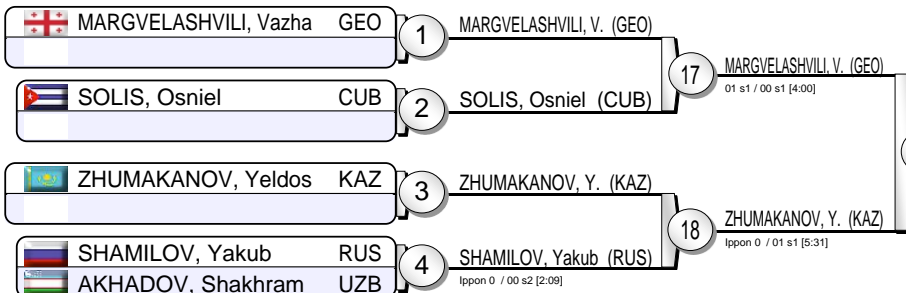 MARGVELASHVILI, Vazha GEO
1
MARGVELASHVILI, V. (GEO)
17
MARGVELASHVILI, V. (GEO)
01 s1 / 00 s1 [4:00]
SOLIS, Osniel CUB
2
SOLIS, Osniel (CUB)
ZHUMAKANOV, Yeldos KAZ
3
ZHUMAKANOV, Y. (KAZ)
18
ZHUMAKANOV, Y. (KAZ)
Ippon 0 / 01 s1 [5:31]
SHAMILOV, Yakub RUS
4
SHAMILOV, Yakub (RUS)
Ippon 0 / 00 s2 [2:09]
AKHADOV, Shakhram UZB